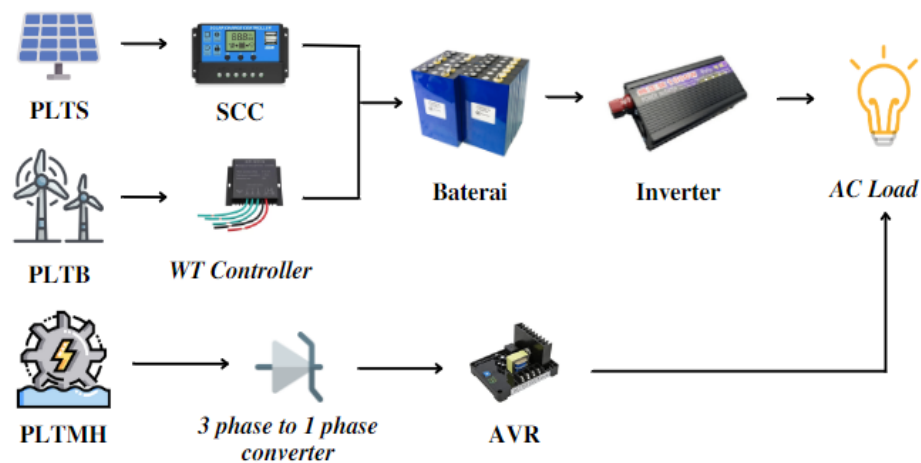 PLTS
SCC
Baterai
Inverter
AC Load
PLTB
WT Controller
PLTMH
3 phase to 1 phase
converter
AVR